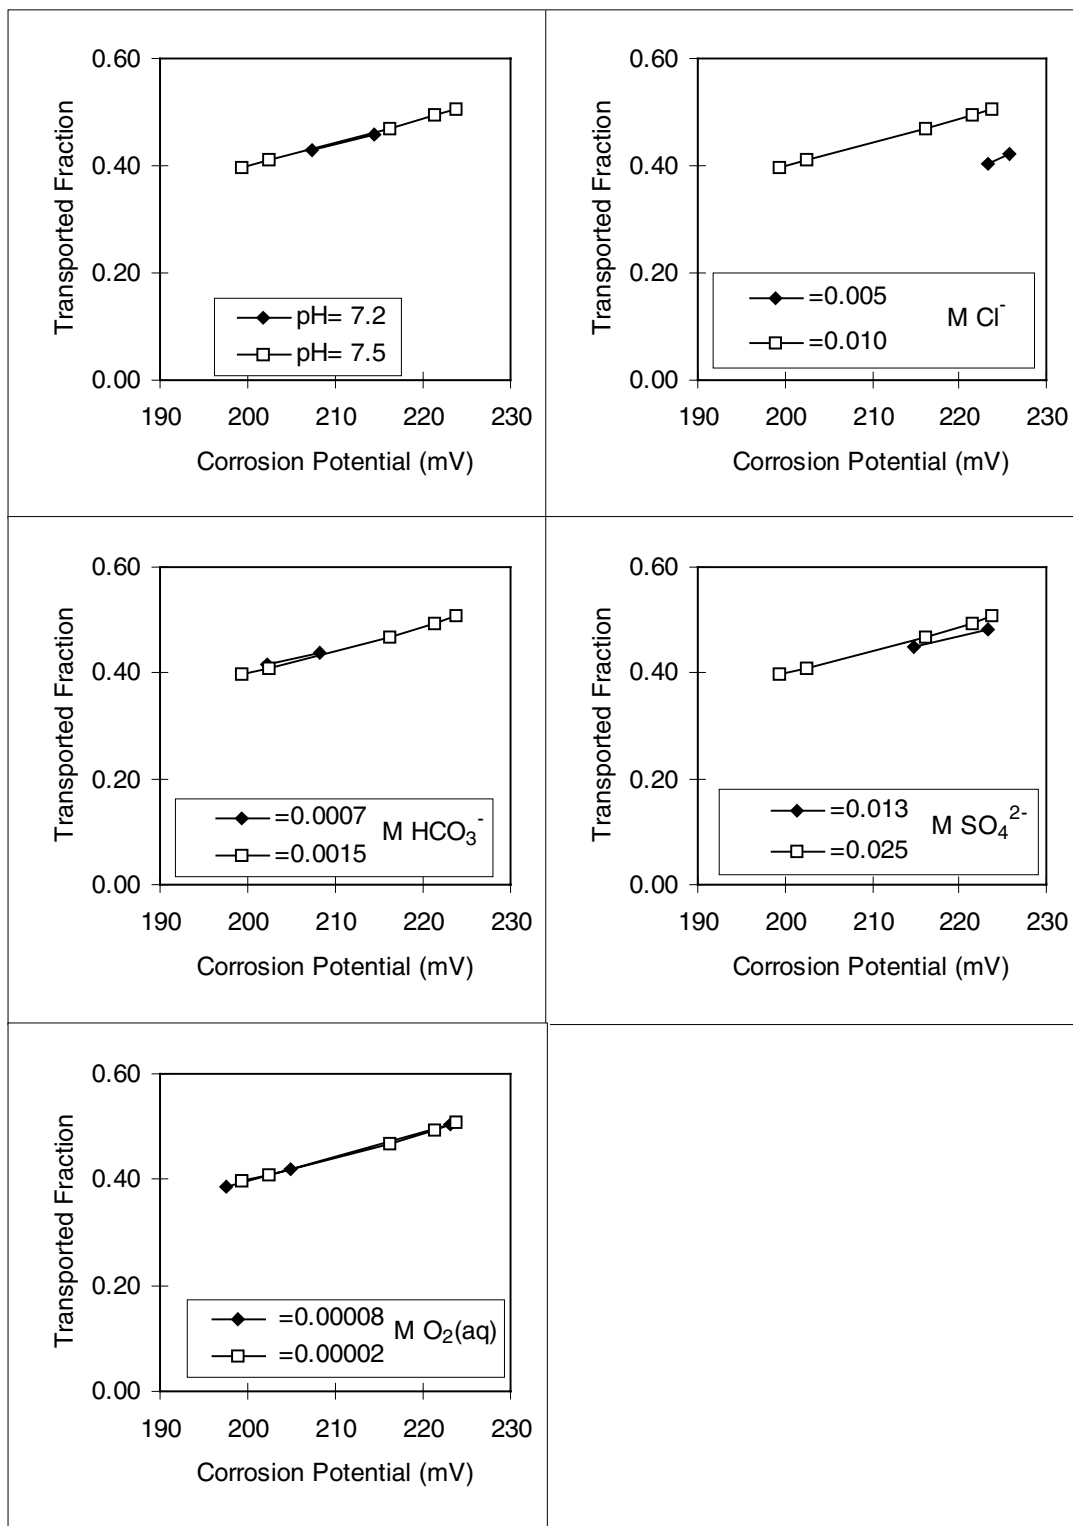 0.60
0.40
0.20
0.00
Transported Fraction
pH= 7.2
pH= 7.5
190 200 210 220 230
Corrosion Potential (mV)
0.60
0.40
0.20
0.00
Transported Fraction
=0.005
=0.010
M Cl⁻
190 200 210 220 230
Corrosion Potential (mV)
0.60
0.40
0.20
0.00
Transported Fraction
=0.0007
=0.0015
M HCO₃⁻
190 200 210 220 230
Corrosion Potential (mV)
0.60
0.40
0.20
0.00
Transported Fraction
=0.013
=0.025
M SO₄²⁻
190 200 210 220 230
Corrosion Potential (mV)
0.60
0.40
0.20
0.00
Transported Fraction
=0.00008
=0.00002
M O₂(aq)
190 200 210 220 230
Corrosion Potential (mV)